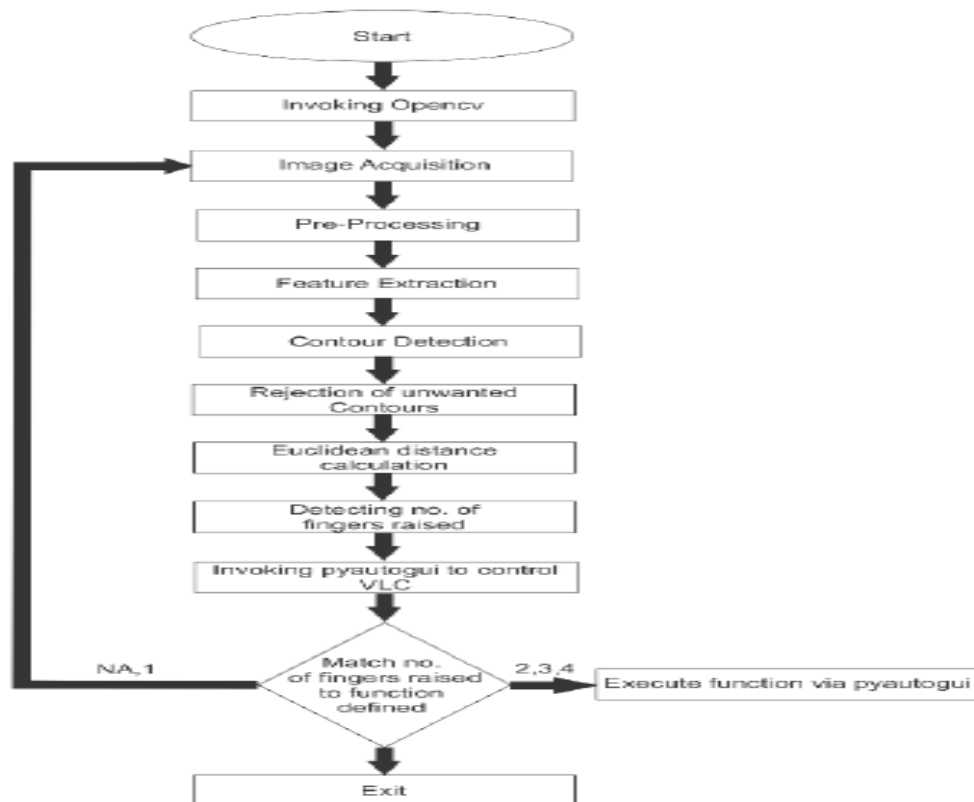 Start
Invoking Opencv
Image Acquisition
Pre-Processing
Feature Extraction
Contour Detection
Rejection of unwanted
Contours
Euclidean distance
calculation
Detecting no. of
fingers raised
Invoking pyautogui to control
VLC
NA,1
Match no.
of fingers raised
to function
defined
2,3,4
Execute function via pyautogui
Exit